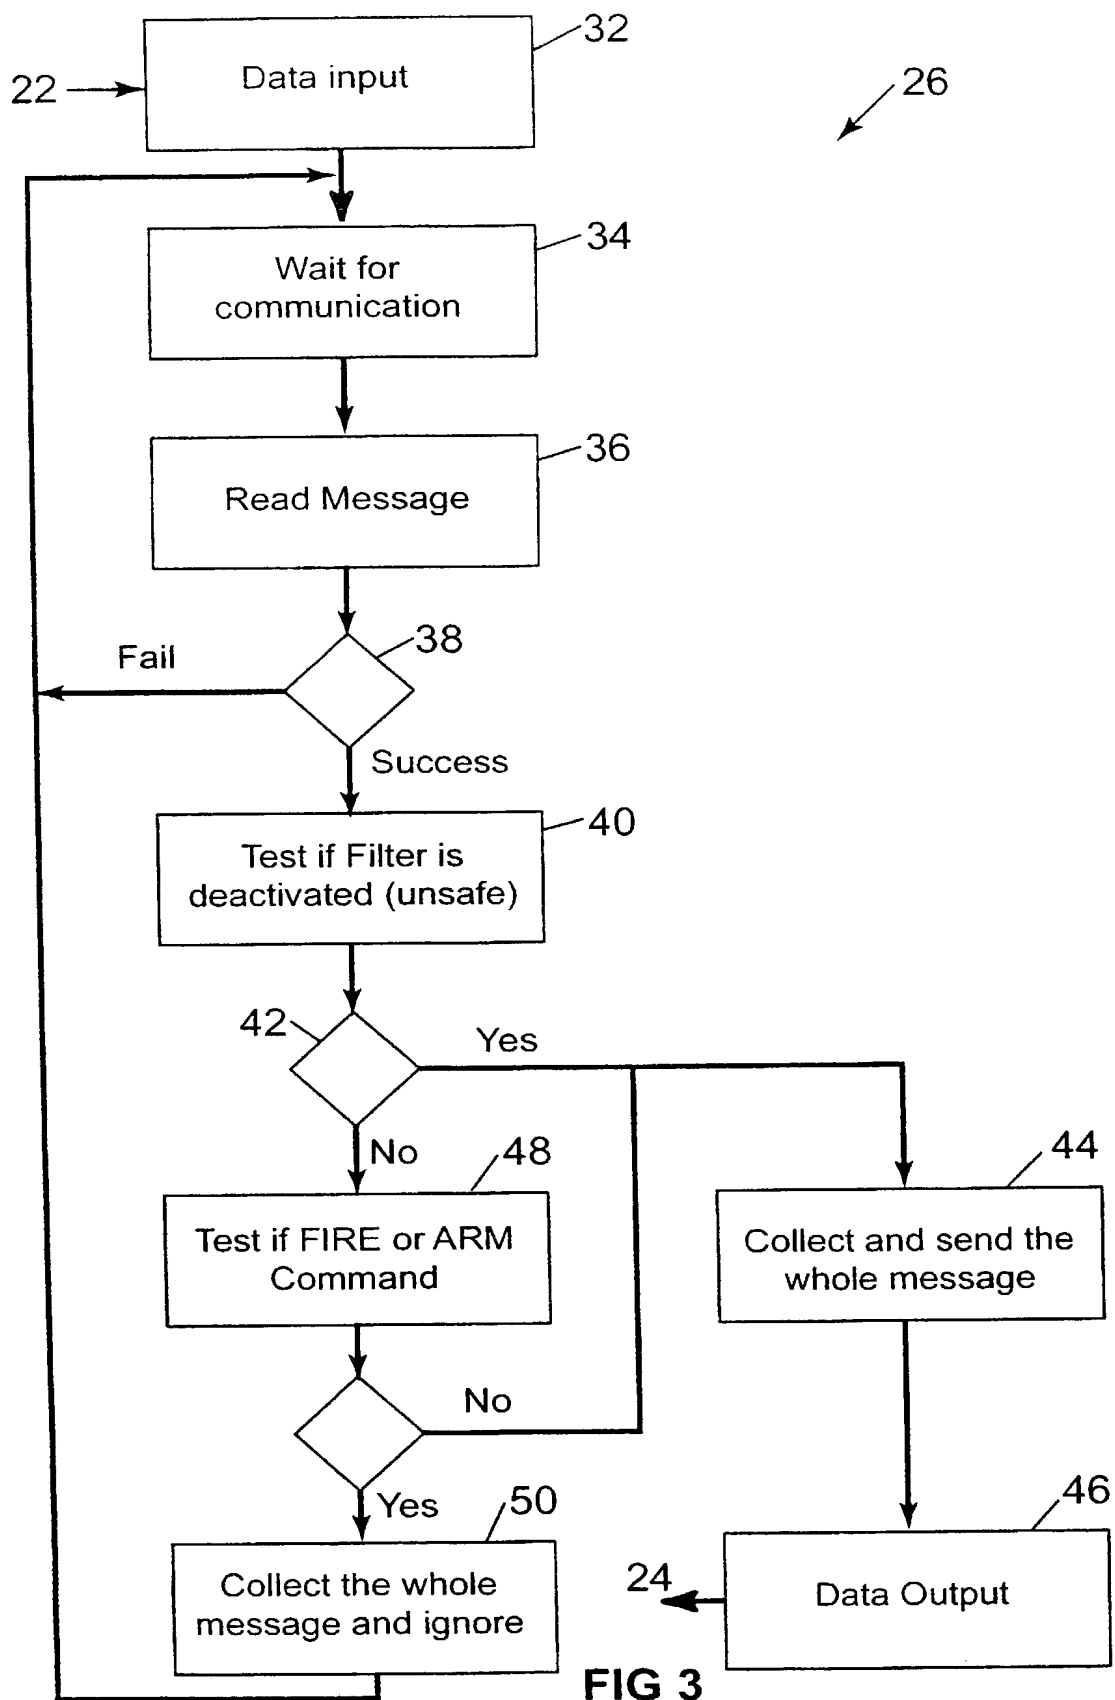 32
Data input
22
26
34
Wait for
communication
36
Read Message
38
Fail
Success
40
Test if Filter is
deactivated (unsafe)
42
Yes
No
48
44
Test if FIRE or ARM
Command
Collect and send the
whole message
No
Yes
50
46
Collect the whole
message and ignore
24
Data Output
FIG 3